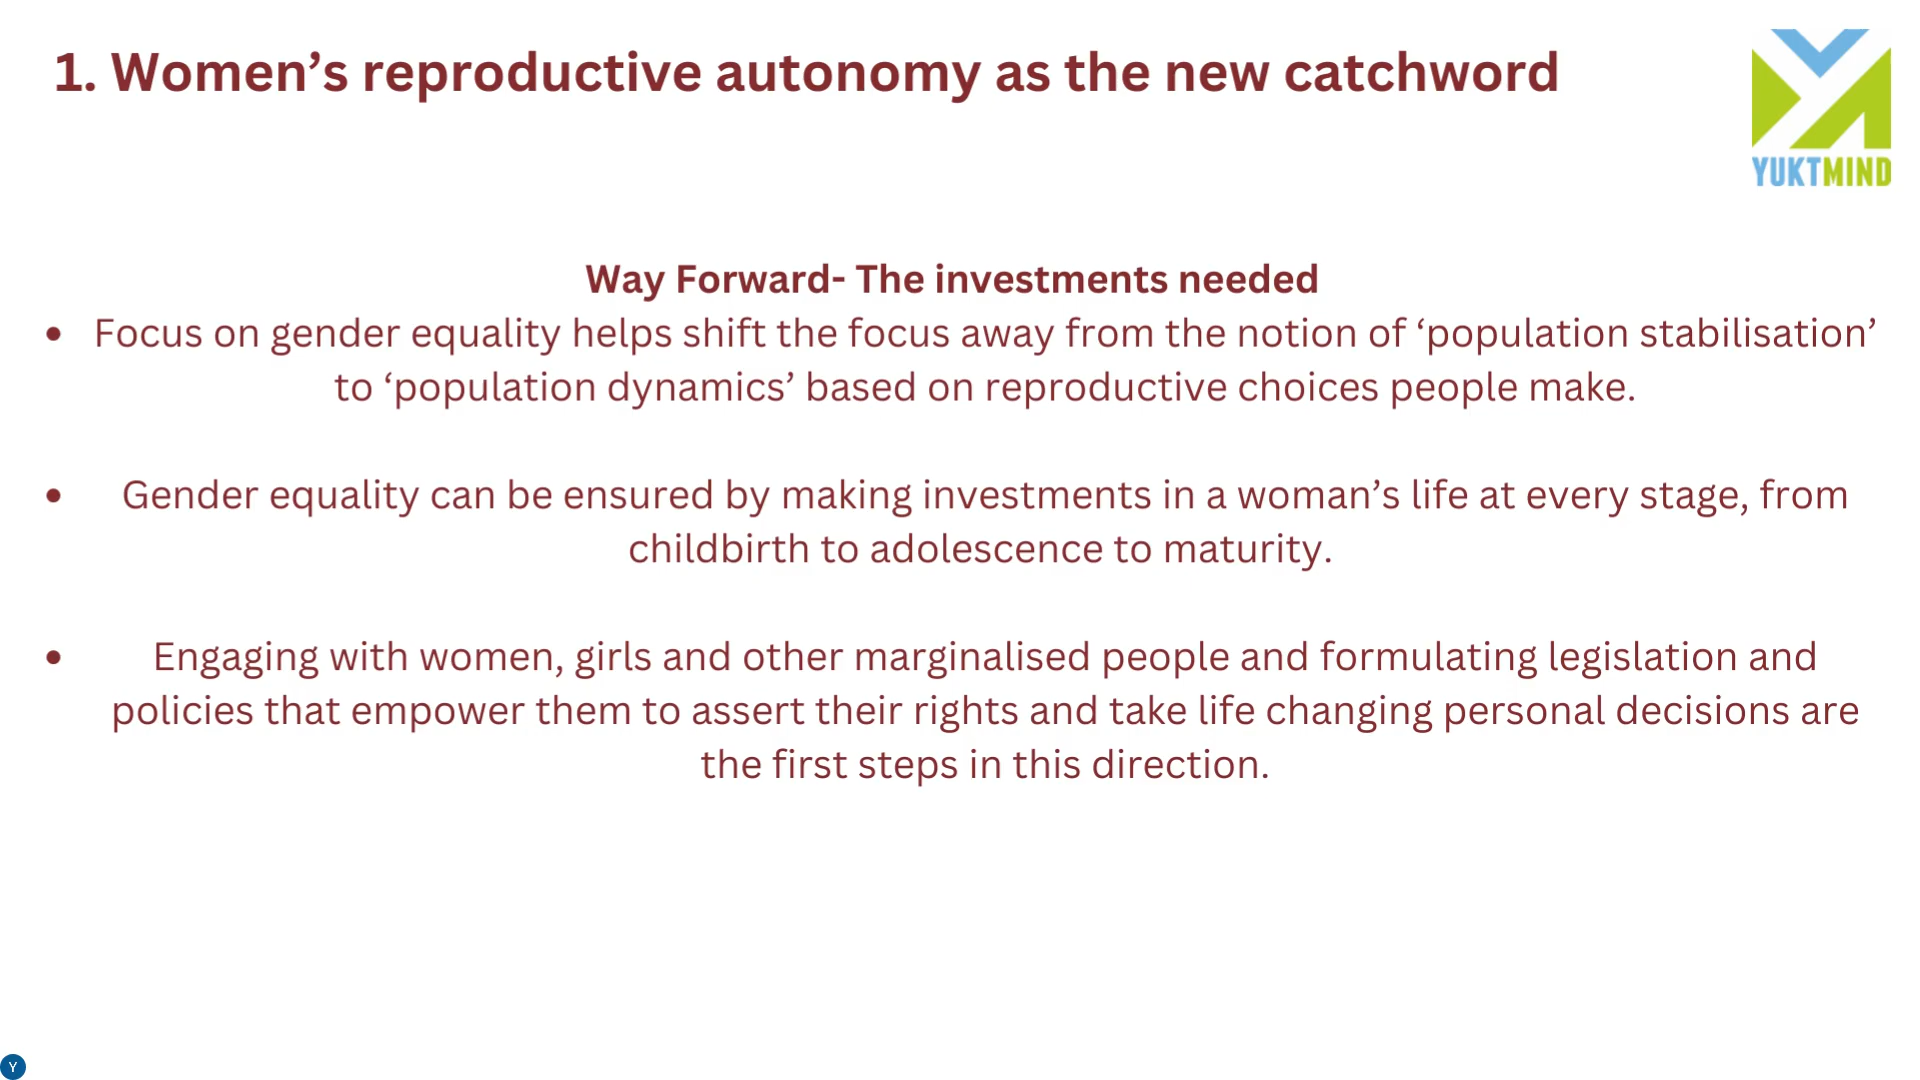 1. Women’s reproductive autonomy as the new catchword
YUKTMIND
Way Forward- The investments needed
• Focus on gender equality helps shift the focus away from the notion of ‘population stabilisation’
to ‘population dynamics’ based on reproductive choices people make.
• Gender equality can be ensured by making investments in a woman’s life at every stage, from
childbirth to adolescence to maturity.
• Engaging with women, girls and other marginalised people and formulating legislation and
policies that empower them to assert their rights and take life changing personal decisions are
the first steps in this direction.
Y